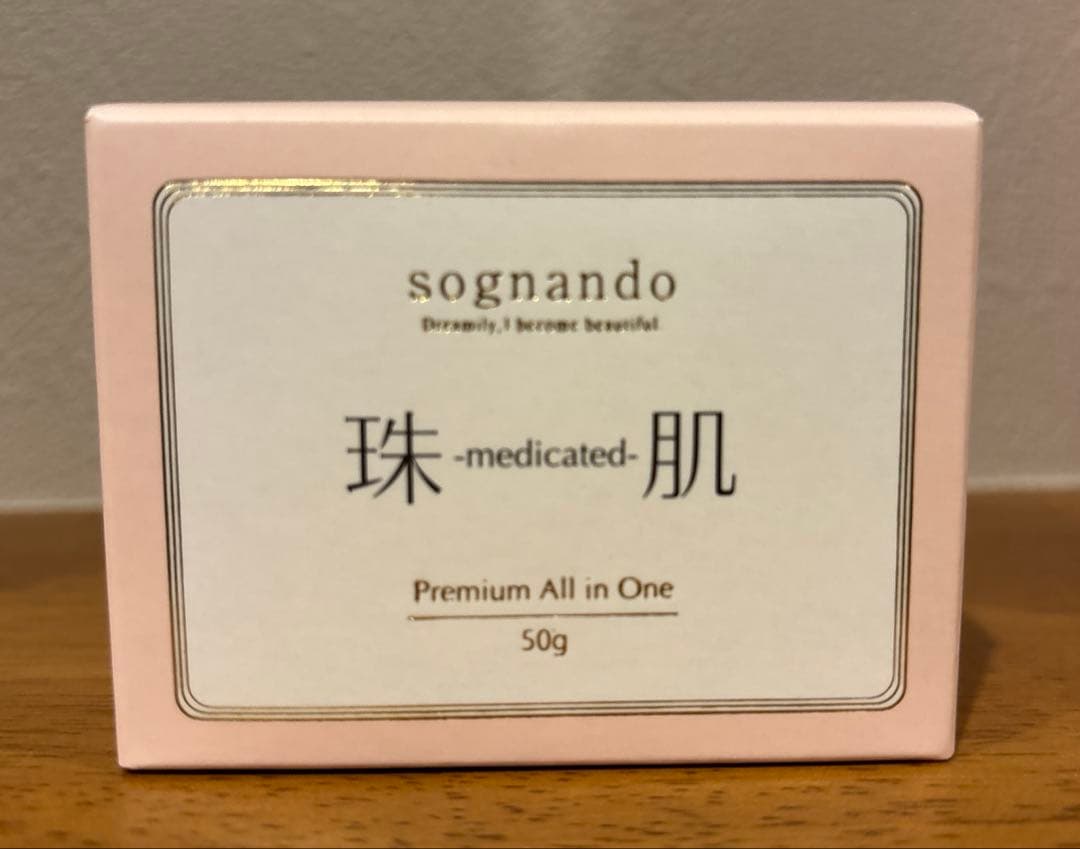 sognando
Dreamily,I become beautiful.
珠 -medicated- 肌
Premium All in One
50g